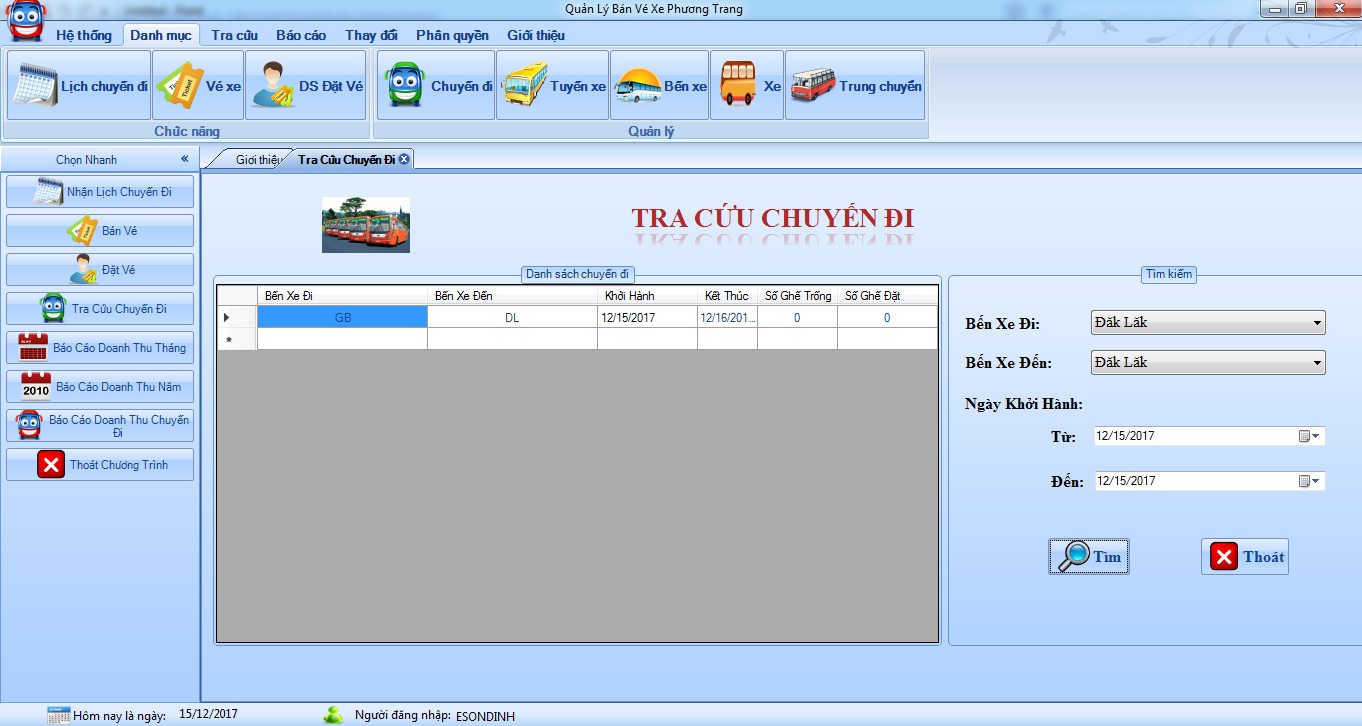 Quản Lý Bán Vé Xe Phương Trang
Hệ thống Danh mục Tra cứu Báo cáo Thay đổi Phân quyền Giới thiệu
Lịch chuyến đi Vé xe DS Đặt Vé Chuyến đi Tuyến xe Bến xe Xe Trung chuyển
Chức năng Quản lý
Chọn Nhanh «
Giới thiệu Tra Cứu Chuyến Đi
Nhận Lịch Chuyến Đi
Bán Vé
Đặt Vé
Tra Cứu Chuyến Đi
Báo Cáo Doanh Thu Tháng
2010 Báo Cáo Doanh Thu Năm
Báo Cáo Doanh Thu Chuyến
Đi
Thoát Chương Trình
TRA CỨU CHUYẾN ĐI
Danh sách chuyến đi
Bến Xe Đi Bến Xe Đến Khởi Hành Kết Thúc Số Ghế Trống Số Ghế Đặt
GB DL 12/15/2017 12/16/201... 0 0
Tìm kiếm
Bến Xe Đi: Đăk Lăk
Bến Xe Đến: Đăk Lăk
Ngày Khởi Hành:
Từ: 12/15/2017
Đến: 12/15/2017
Tìm Thoát
Hôm nay là ngày: 15/12/2017 Người đăng nhập: ESONDINH